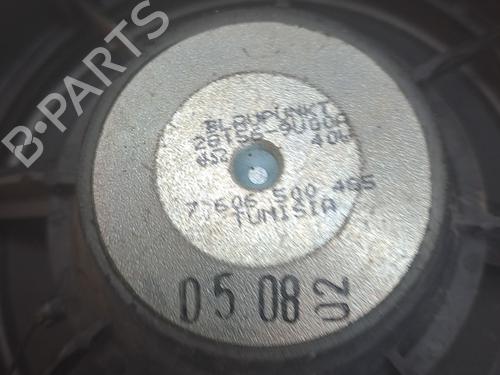 B-PARTS
BLAUPUNKT
28156-9U00A
4Ω 40W
7 606 500 495
TUNISIA
05 08 02